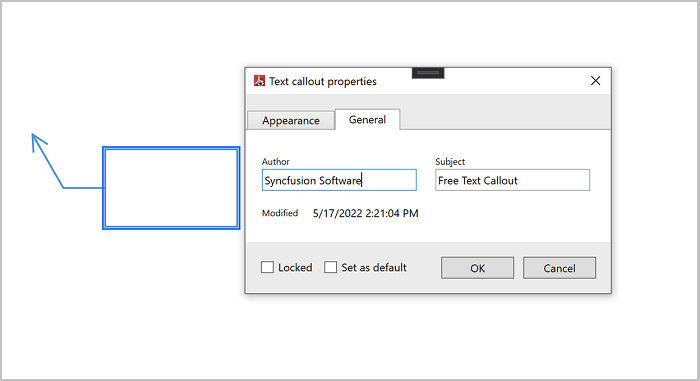 Text callout properties
Appearance General
Author Subject
Syncfusion Software Free Text Callout
Modified 5/17/2022 2:21:04 PM
Locked Set as default OK Cancel